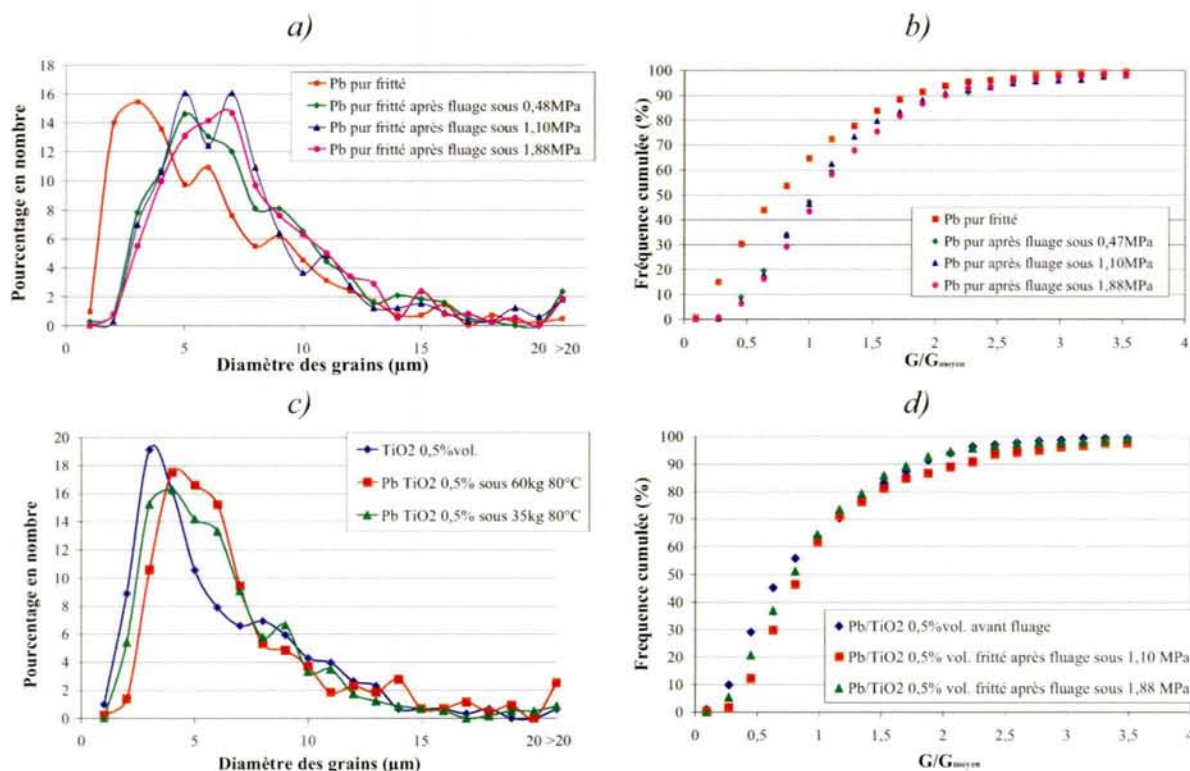 a)
18
16
14
12
10
8
6
4
2
0
Pourcentage en nombre
Pb pur fritté
Pb pur fritté après fluage sous 0,48MPa
Pb pur fritté après fluage sous 1,10MPa
Pb pur fritté après fluage sous 1,88MPa
0 5 10 15 20 >20
Diamètre des grains (µm)
b)
100
90
80
70
60
50
40
30
20
10
0
Fréquence cumulée (%)
Pb pur fritté
Pb pur après fluage sous 0,47MPa
Pb pur après fluage sous 1,10MPa
Pb pur après fluage sous 1,88MPa
0 0,5 1 1,5 2 2,5 3 3,5 4
G/Gmoyen
c)
20
18
16
14
12
10
8
6
4
2
0
Pourcentage en nombre
TiO2 0,5%vol.
Pb TiO2 0,5% sous 60kg 80°C
Pb TiO2 0,5% sous 35kg 80°C
0 5 10 15 20 >20
Diamètre des grains (µm)
d)
100
90
80
70
60
50
40
30
20
10
0
Frequence cumulée (%)
Pb/TiO2 0,5%vol. avant fluage
Pb/TiO2 0,5% vol. fritté après fluage sous 1,10 MPa
Pb/TiO2 0,5% vol. fritté après fluage sous 1,88 MPa
0 0,5 1 1,5 2 2,5 3 3,5 4
G/Gmoyen